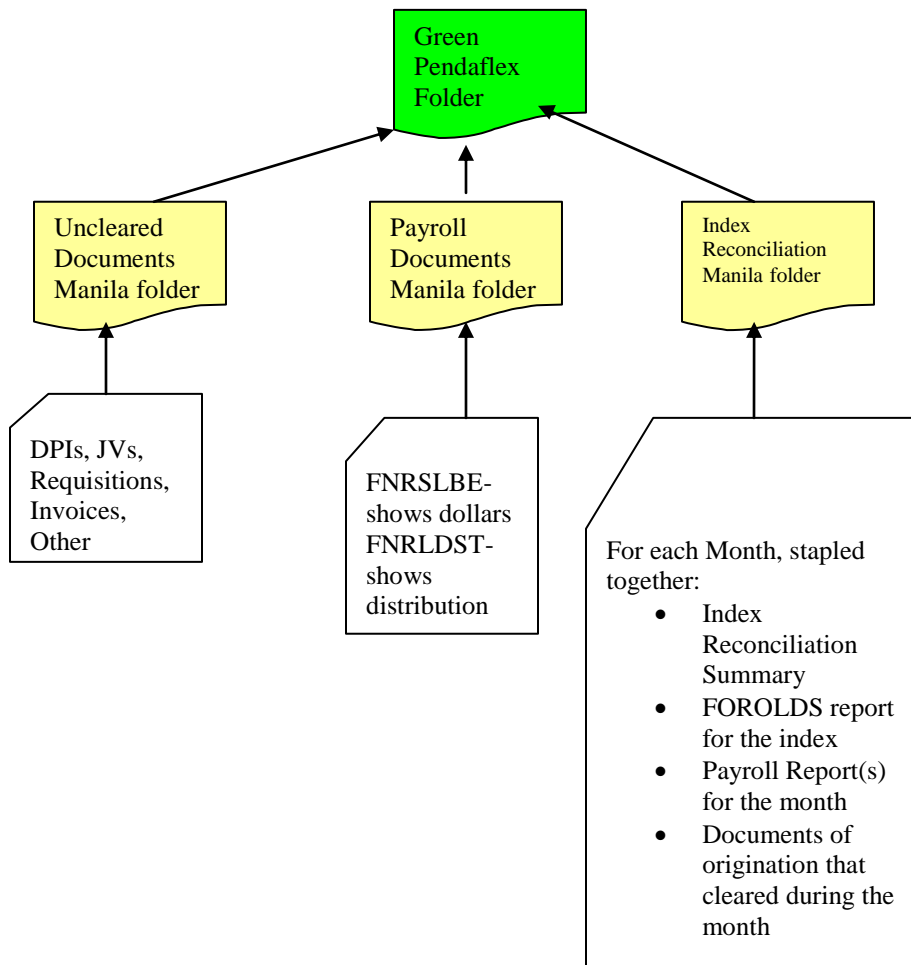 Green
Pendaflex
Folder
Uncleared
Documents
Manila folder
Payroll
Documents
Manila folder
Index
Reconciliation
Manila folder
DPIs, JVs,
Requisitions,
Invoices,
Other
FNRSLBE-
shows dollars
FNRLDST-
shows
distribution
For each Month, stapled
together:
• Index
Reconciliation
Summary
• FOROLDS report
for the index
• Payroll Report(s)
for the month
• Documents of
origination that
cleared during the
month